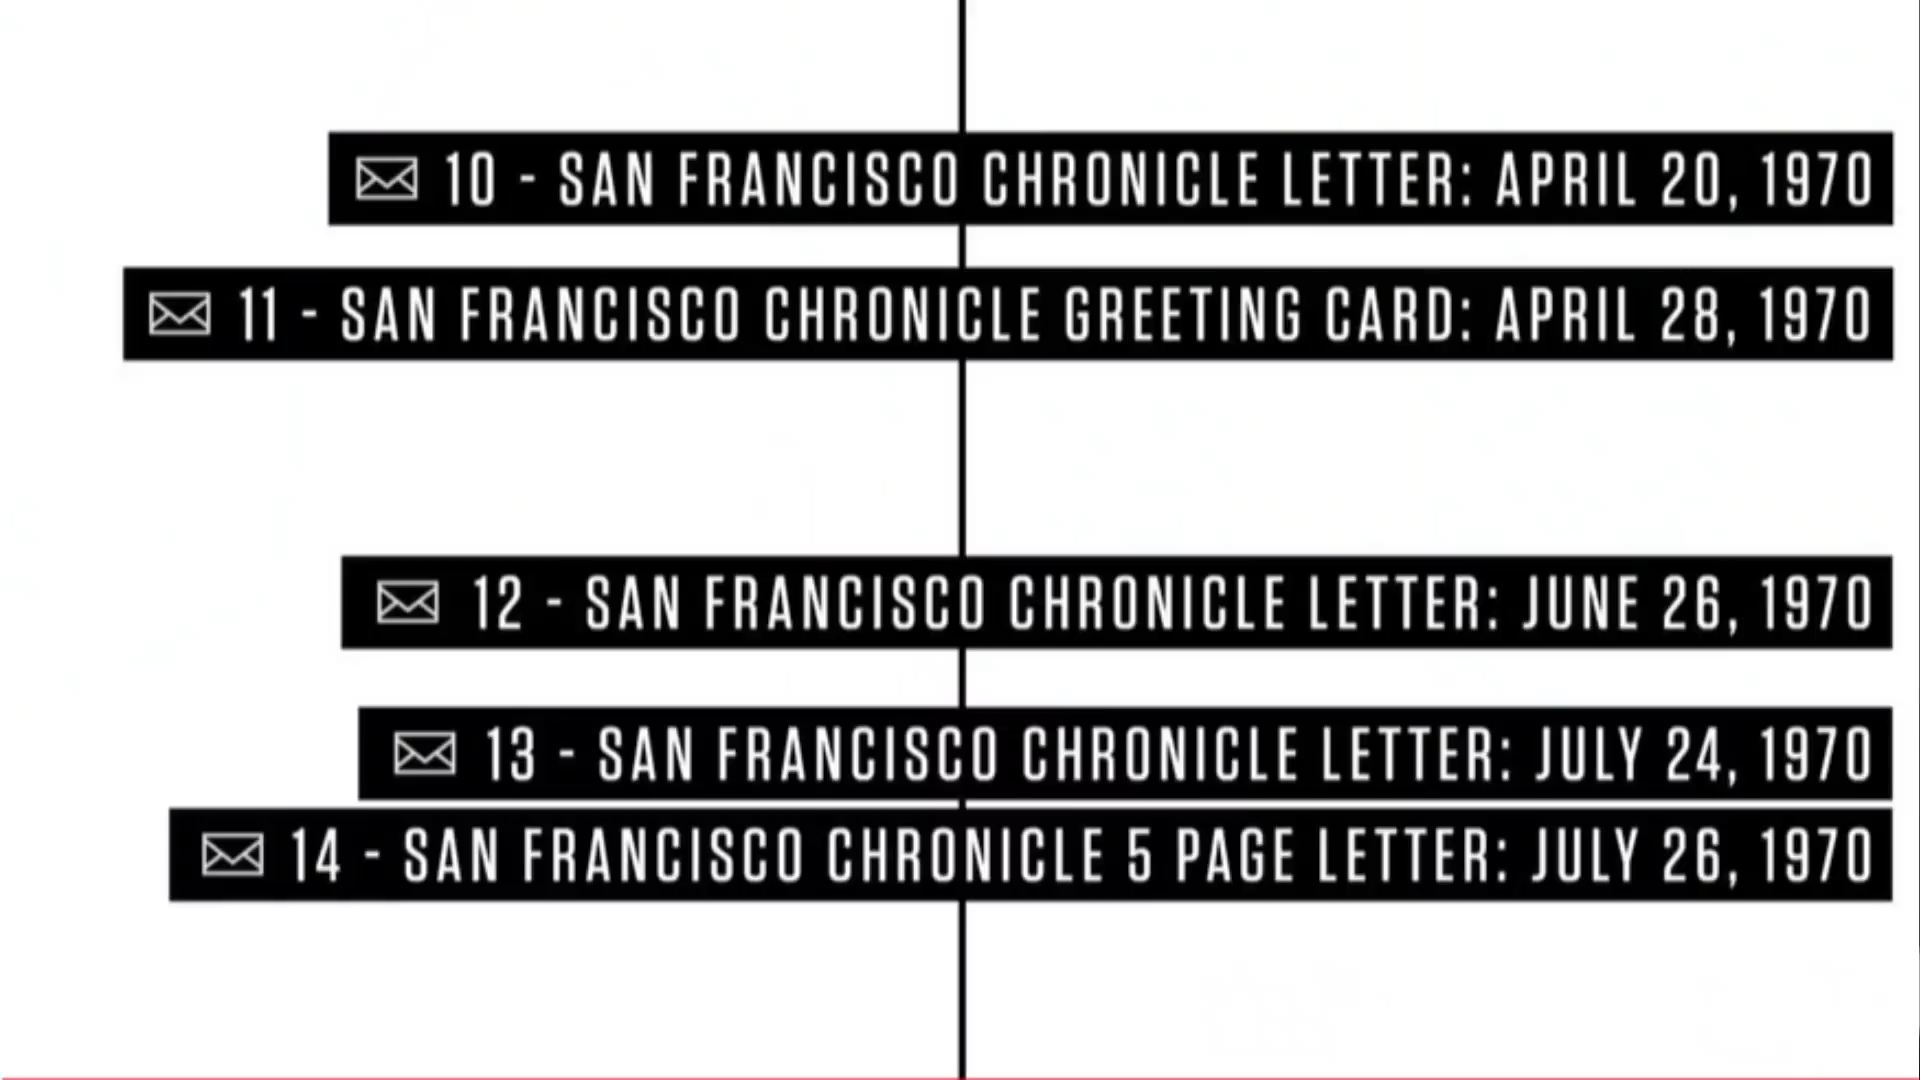 10 - SAN FRANCISCO CHRONICLE LETTER: APRIL 20, 1970
11 - SAN FRANCISCO CHRONICLE GREETING CARD: APRIL 28, 1970
12 - SAN FRANCISCO CHRONICLE LETTER: JUNE 26, 1970
13 - SAN FRANCISCO CHRONICLE LETTER: JULY 24, 1970
14 - SAN FRANCISCO CHRONICLE 5 PAGE LETTER: JULY 26, 1970